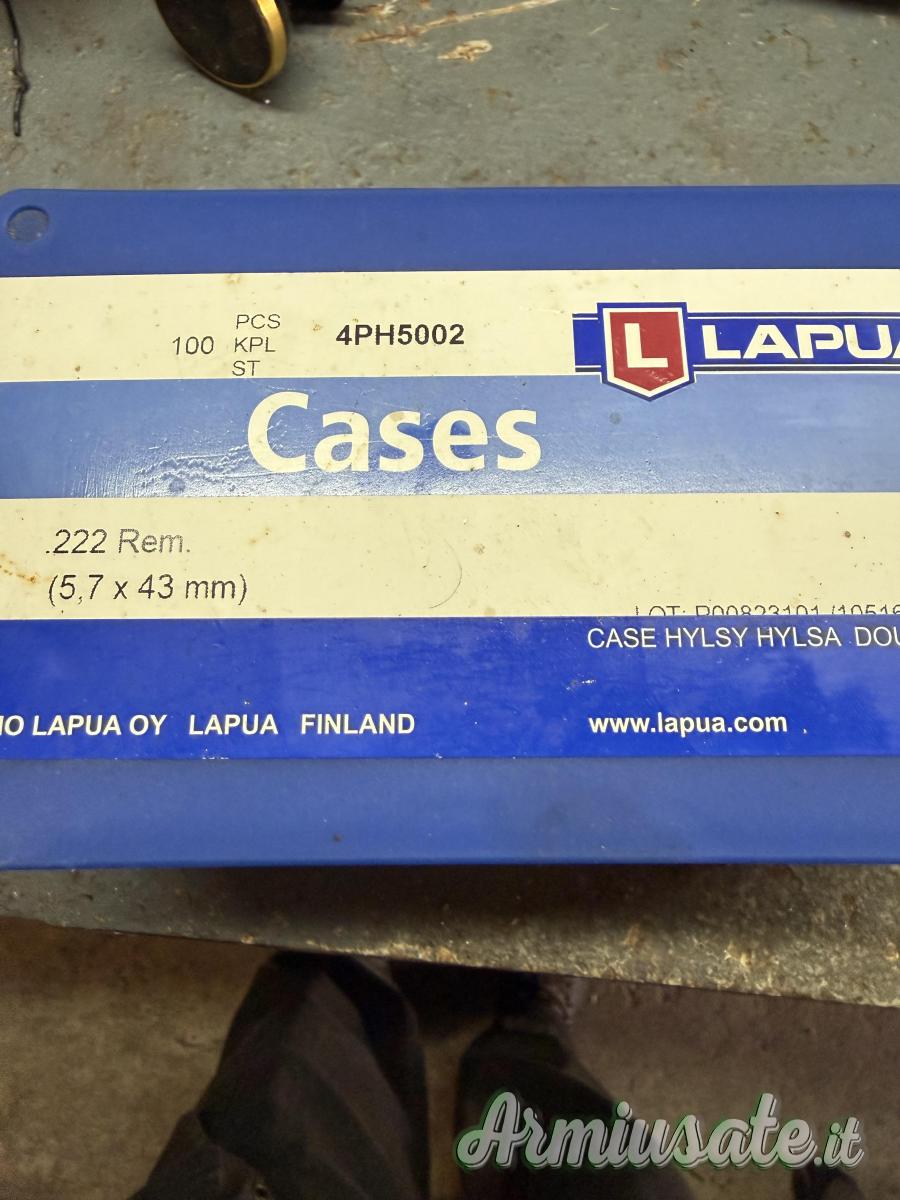 100 PCS
KPL
ST
4PH5002
L LAPUA
Cases
.222 Rem.
(5,7 x 43 mm)
LOT:
CASE HYLSY HYLSA
LAPUA OY LAPUA FINLAND
www.lapua.com
Armiusate.it